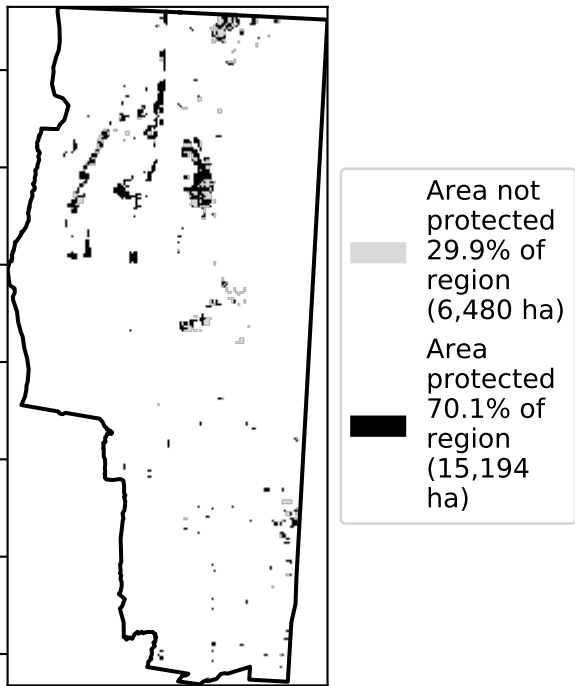 Area not
protected
29.9% of
region
(6,480 ha)
Area
protected
70.1% of
region
(15,194
ha)